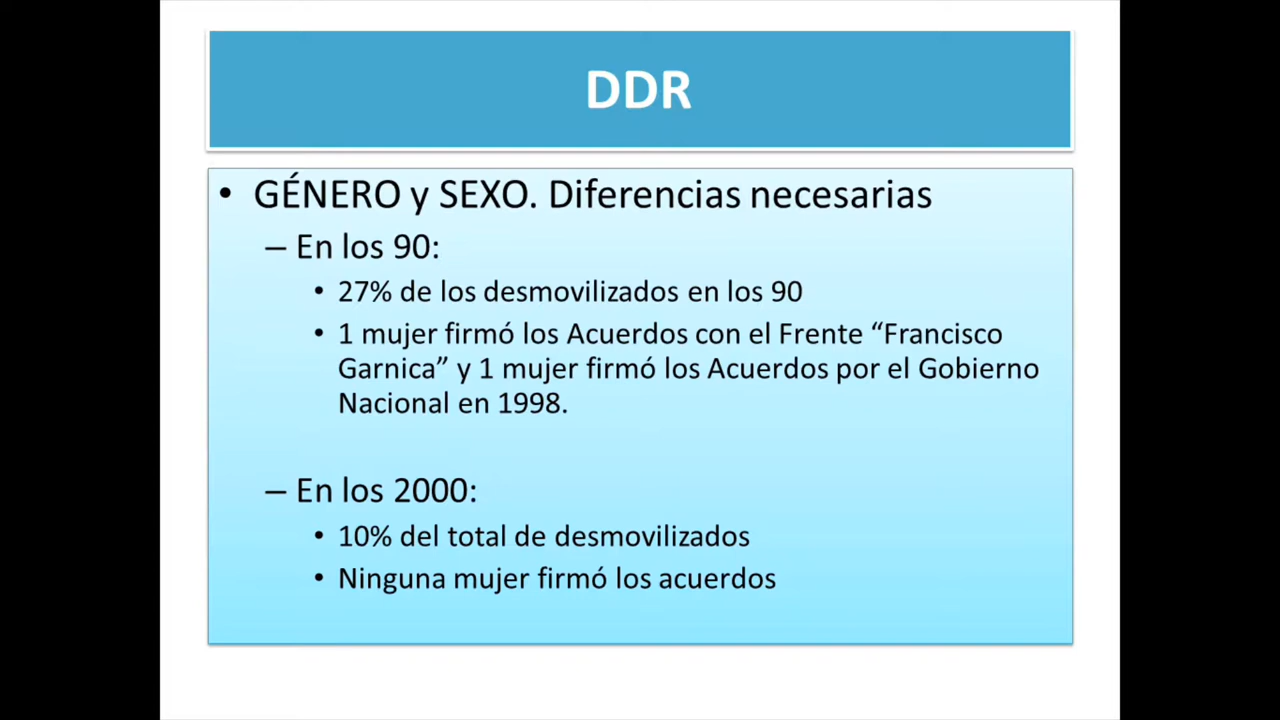 DDR
• GÉNERO y SEXO. Diferencias necesarias
– En los 90:
• 27% de los desmovilizados en los 90
• 1 mujer firmó los Acuerdos con el Frente “Francisco
Garnica” y 1 mujer firmó los Acuerdos por el Gobierno
Nacional en 1998.
– En los 2000:
• 10% del total de desmovilizados
• Ninguna mujer firmó los acuerdos